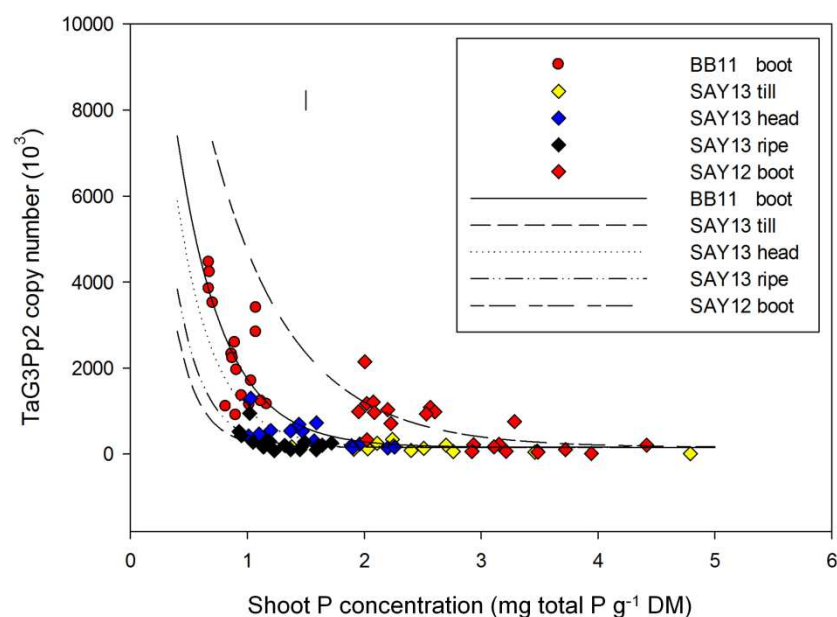 10000
8000
6000
4000
2000
0
TaG3Pp2 copy number (10³)
BB11 boot
SAY13 till
SAY13 head
SAY13 ripe
SAY12 boot
BB11 boot
SAY13 till
SAY13 head
SAY13 ripe
SAY12 boot
0 1 2 3 4 5 6
Shoot P concentration (mg total P g⁻¹ DM)